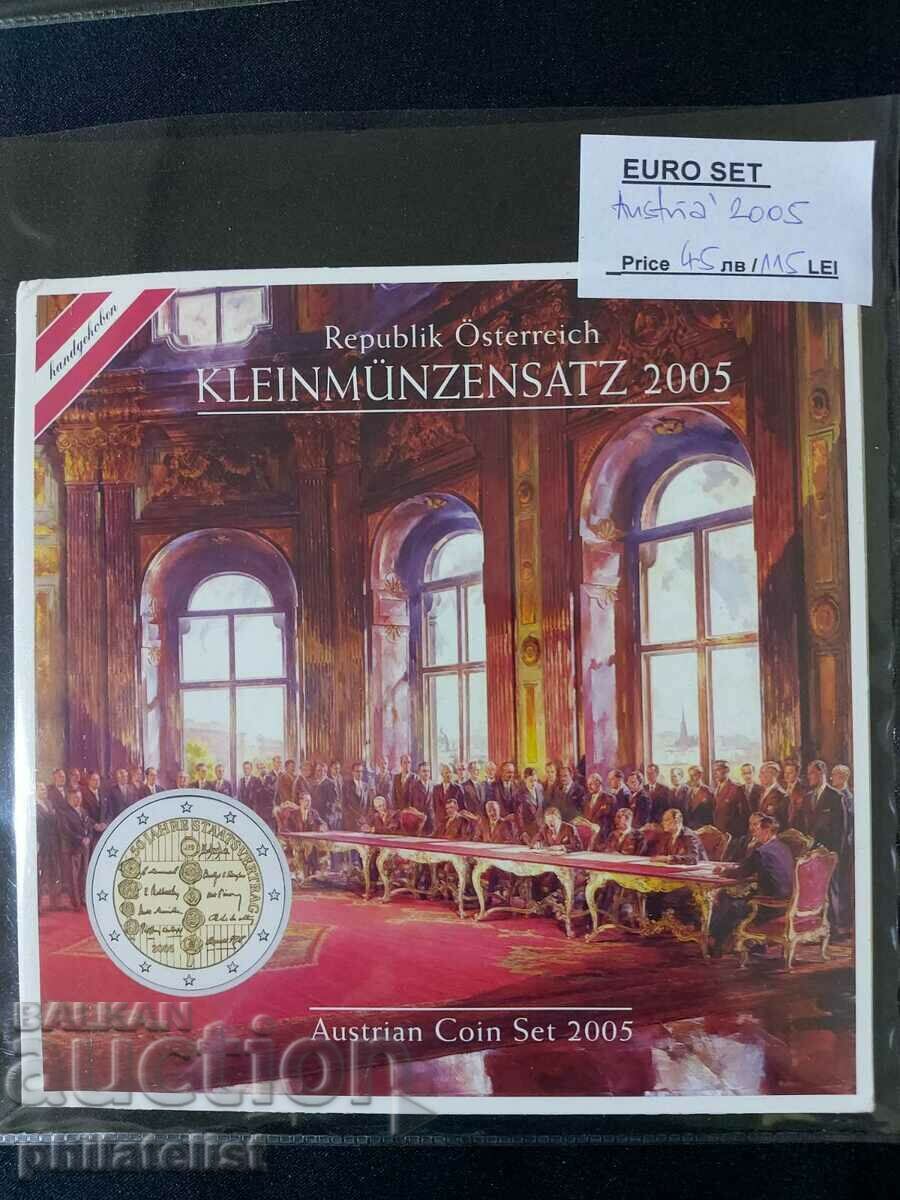 EURO SET
Austria 2005
Price 45 лв / 115 LEI
handgehoben
Republik Österreich
KLEINMÜNZENSATZ 2005
50 JAHRE STAATSVERTRAG
2005
Austrian Coin Set 2005
BALKAN
auction
philatelist